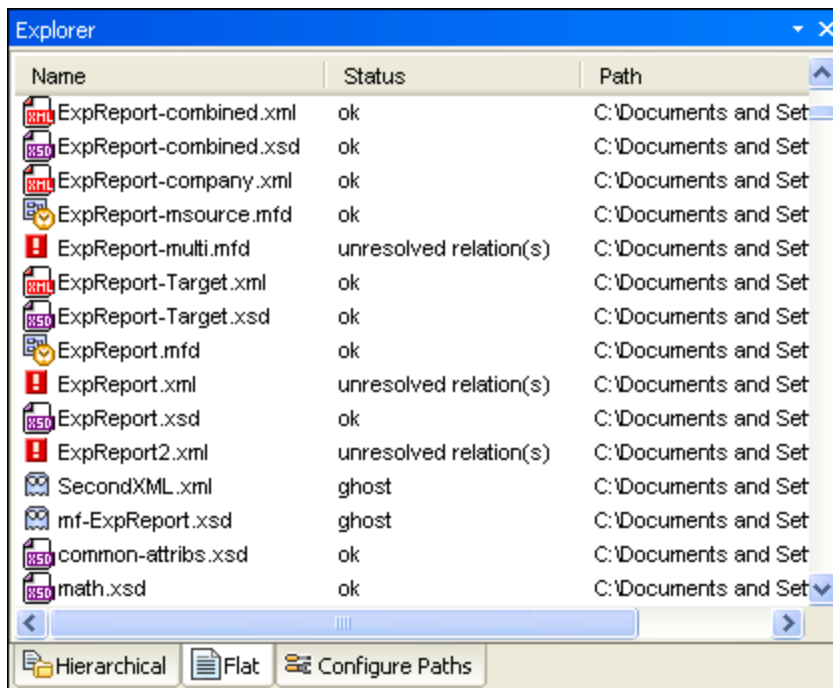 Explorer
Name Status Path
ExpReport-combined.xml ok C:\Documents and Set
ExpReport-combined.xsd ok C:\Documents and Set
ExpReport-company.xml ok C:\Documents and Set
ExpReport-msource.mfd ok C:\Documents and Set
ExpReport-multi.mfd unresolved relation(s) C:\Documents and Set
ExpReport-Target.xml ok C:\Documents and Set
ExpReport-Target.xsd ok C:\Documents and Set
ExpReport.mfd ok C:\Documents and Set
ExpReport.xml unresolved relation(s) C:\Documents and Set
ExpReport.xsd ok C:\Documents and Set
ExpReport2.xml unresolved relation(s) C:\Documents and Set
SecondXML.xml ghost C:\Documents and Set
mf-ExpReport.xsd ghost C:\Documents and Set
common-attribs.xsd ok C:\Documents and Set
math.xsd ok C:\Documents and Set
Hierarchical Flat Configure Paths